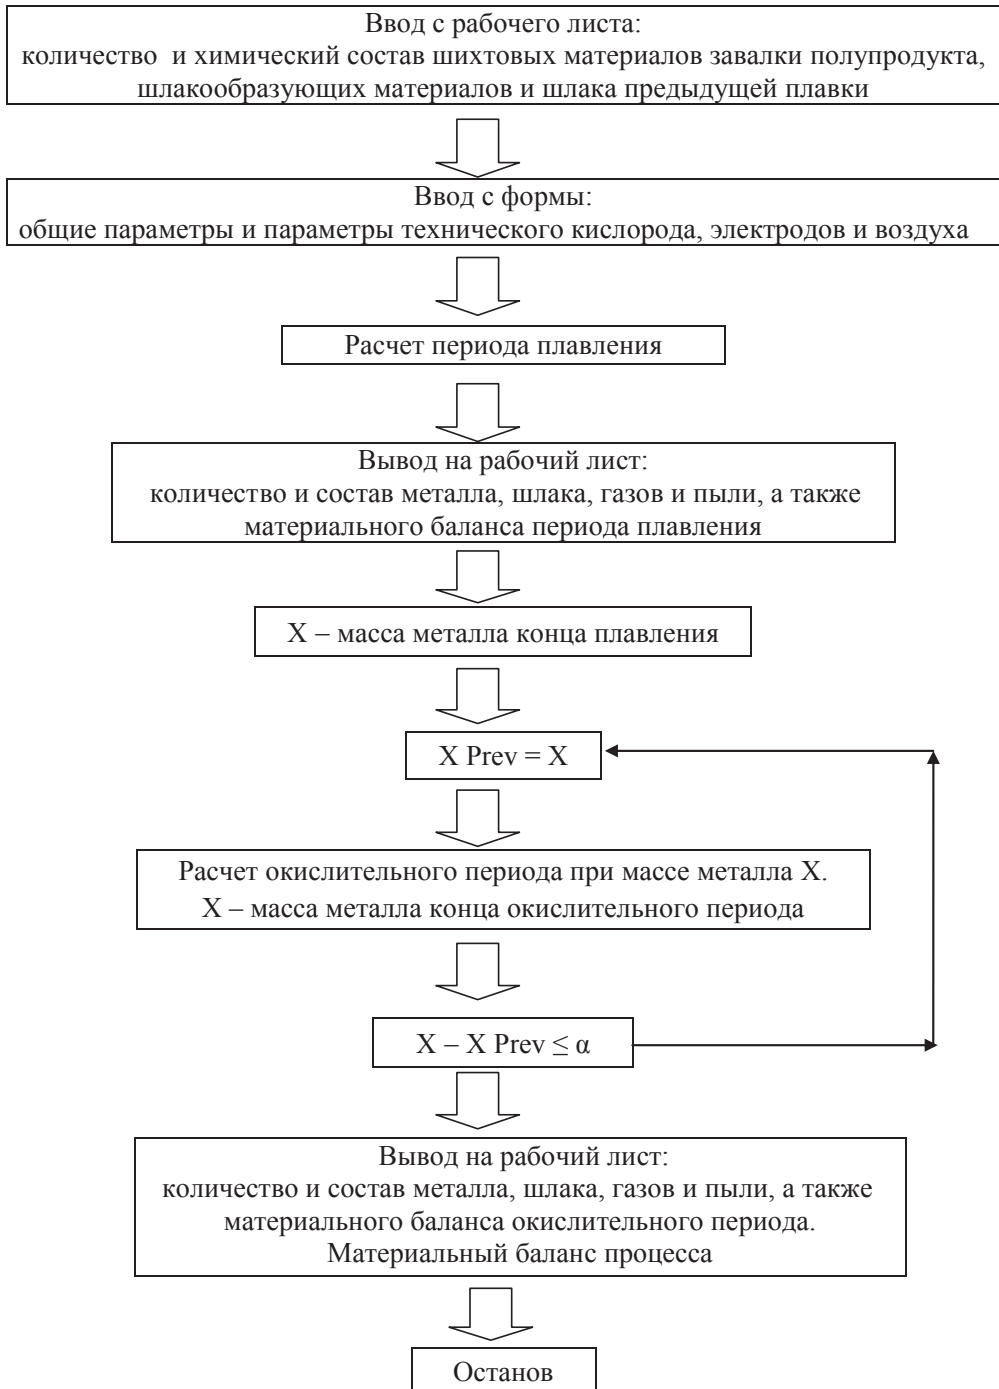 Ввод с рабочего листа:
количество и химический состав шихтовых материалов завалки полупродукта,
шлакообразующих материалов и шлака предыдущей плавки
Ввод с формы:
общие параметры и параметры технического кислорода, электродов и воздуха
Расчет периода плавления
Вывод на рабочий лист:
количество и состав металла, шлака, газов и пыли, а также
материального баланса периода плавления
X – масса металла конца плавления
X Prev = X
Расчет окислительного периода при массе металла X.
X – масса металла конца окислительного периода
X – X Prev ≤ α
Вывод на рабочий лист:
количество и состав металла, шлака, газов и пыли, а также
материального баланса окислительного периода.
Материальный баланс процесса
Останов